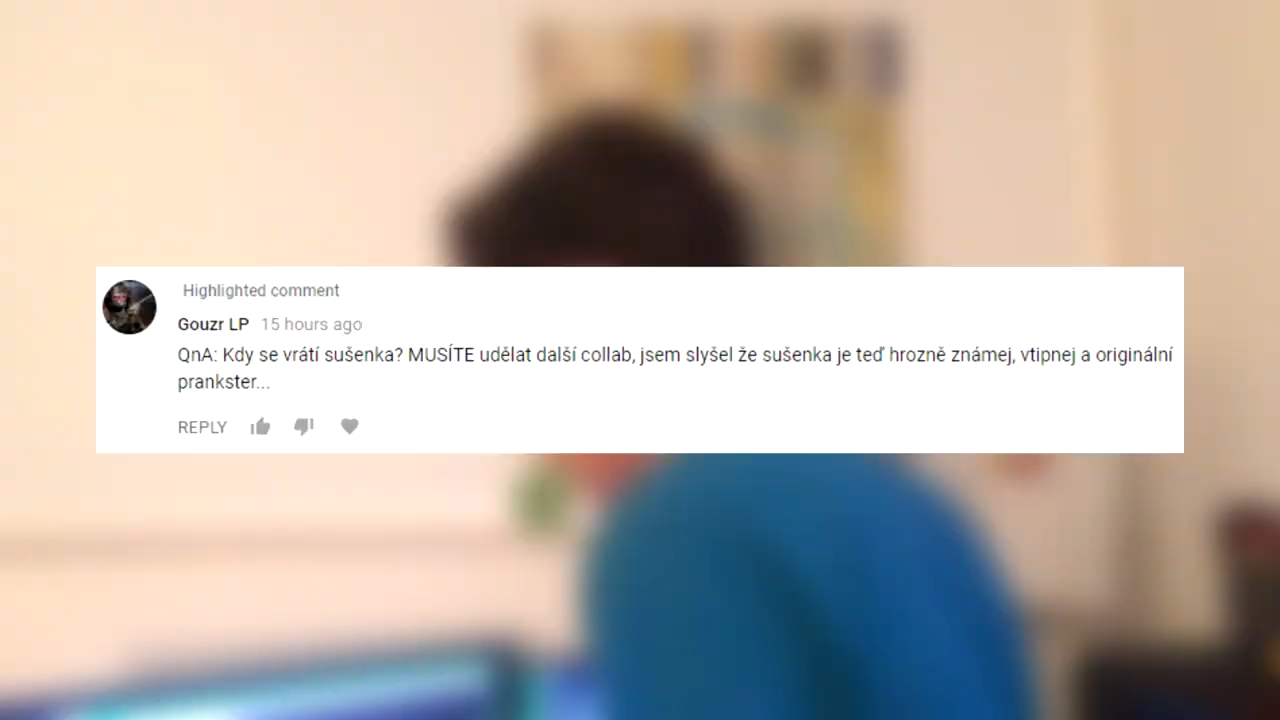 Highlighted comment
Gouzr LP 15 hours ago
QnA: Kdy se vrátí sušenka? MUSÍTE udělat další collab, jsem slyšel že sušenka je teď hrozně známej, vtipnej a originální
prankster...
REPLY